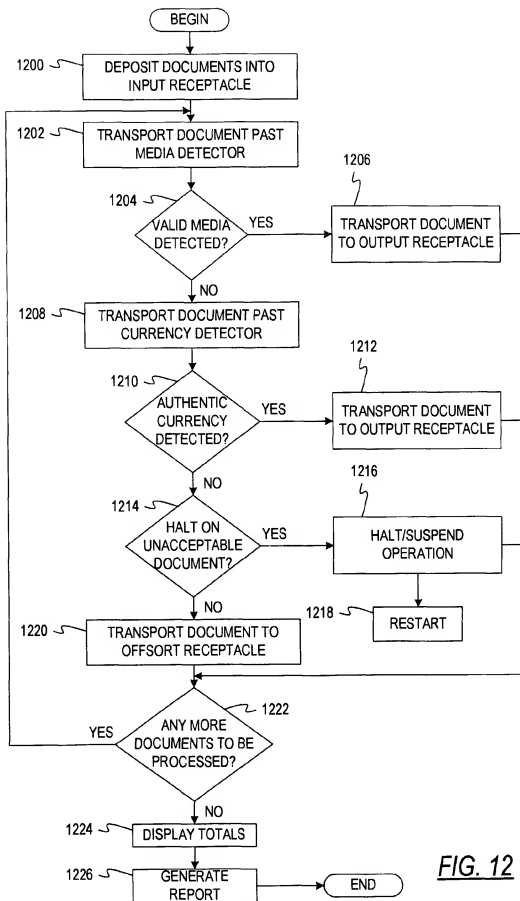 BEGIN
1200
DEPOSIT DOCUMENTS INTO
INPUT RECEPTACLE
1202
TRANSPORT DOCUMENT PAST
MEDIA DETECTOR
1204
VALID MEDIA
DETECTED?
YES
1206
TRANSPORT DOCUMENT
TO OUTPUT RECEPTACLE
NO
1208
TRANSPORT DOCUMENT PAST
CURRENCY DETECTOR
1210
AUTHENTIC
CURRENCY
DETECTED?
YES
1212
TRANSPORT DOCUMENT
TO OUTPUT RECEPTACLE
NO
1214
HALT ON
UNACCEPTABLE
DOCUMENT?
YES
1216
HALT/SUSPEND
OPERATION
1218
RESTART
NO
1220
TRANSPORT DOCUMENT TO
OFFSORT RECEPTACLE
1222
YES
ANY MORE
DOCUMENTS TO BE
PROCESSED?
NO
1224
DISPLAY TOTALS
1226
GENERATE
REPORT
END
FIG. 12